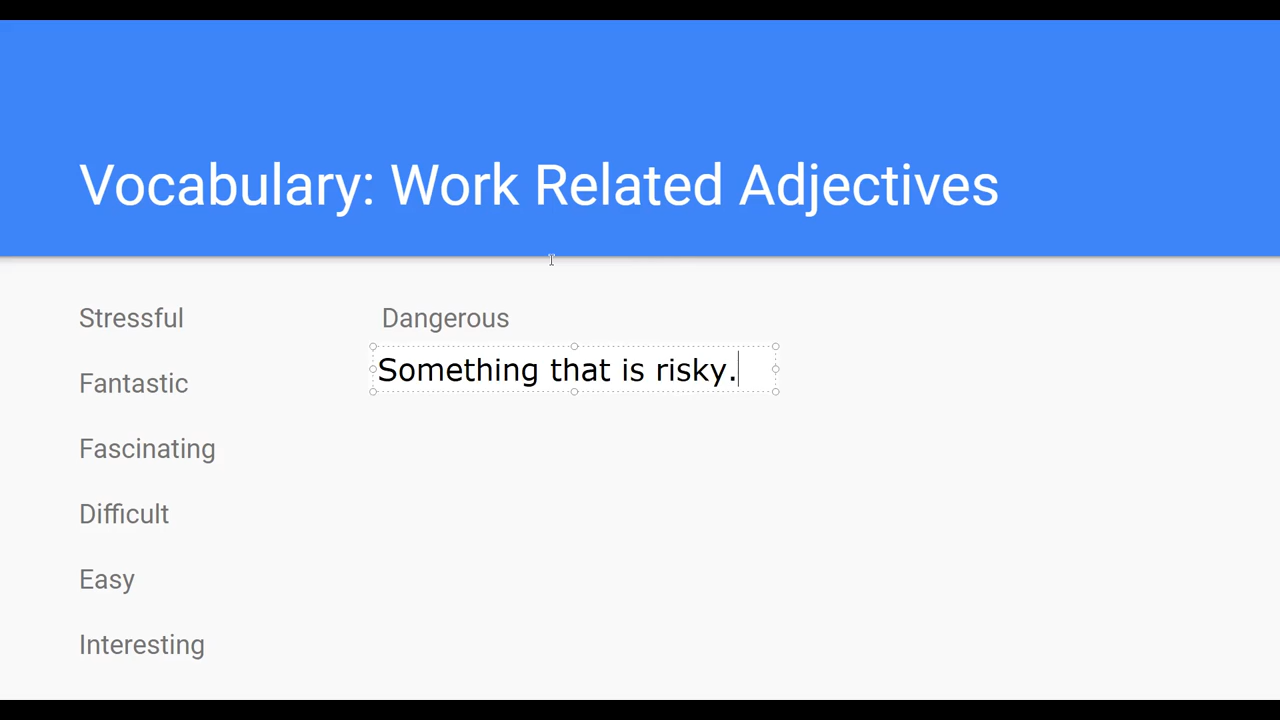 Vocabulary: Work Related Adjectives
Stressful
Fantastic
Fascinating
Difficult
Easy
Interesting
Dangerous
Something that is risky.